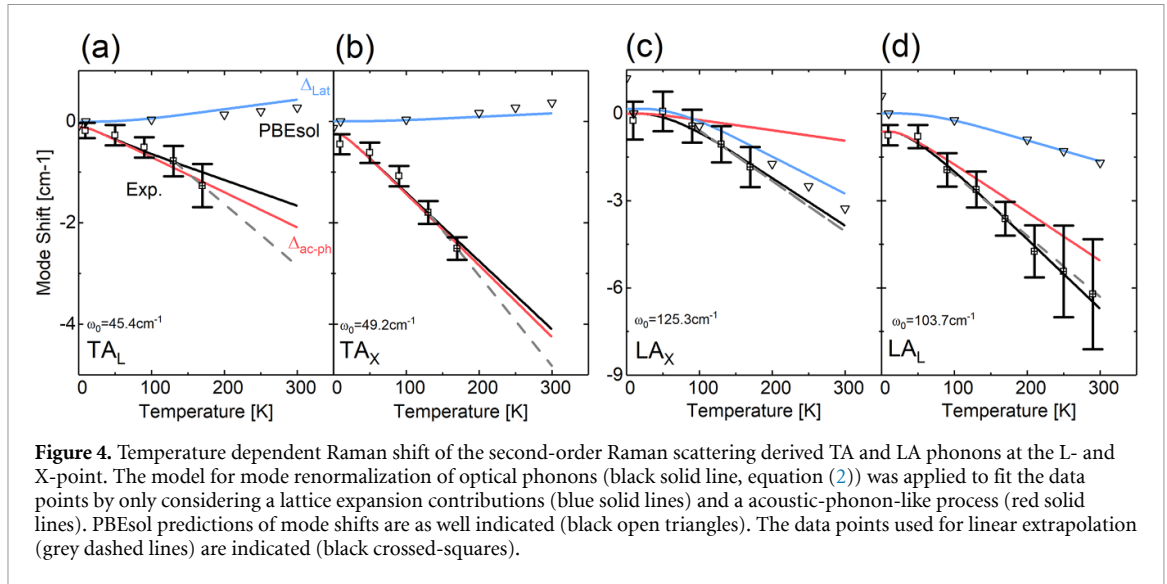 (a) (b) (c) (d)
1 0 -2 -4
0 -3 -6 -9
Mode Shift [cm-1]
Δ_Lat
PBEsol
Exp.
Δ_ac-ph
ω₀=45.4cm⁻¹
TA_L
ω₀=49.2cm⁻¹
TA_X
ω₀=125.3cm⁻¹
LA_X
ω₀=103.7cm⁻¹
LA_L
0 100 200 300
0 100 200 300
0 100 200 300
0 100 200 300
Temperature [K]
Temperature [K]
Temperature [K]
Temperature [K]
Figure 4. Temperature dependent Raman shift of the second-order Raman scattering derived TA and LA phonons at the L- and
X-point. The model for mode renormalization of optical phonons (black solid line, equation (2)) was applied to fit the data
points by only considering a lattice expansion contributions (blue solid lines) and a acoustic-phonon-like process (red solid
lines). PBEsol predictions of mode shifts are as well indicated (black open triangles). The data points used for linear extrapolation
(grey dashed lines) are indicated (black crossed-squares).